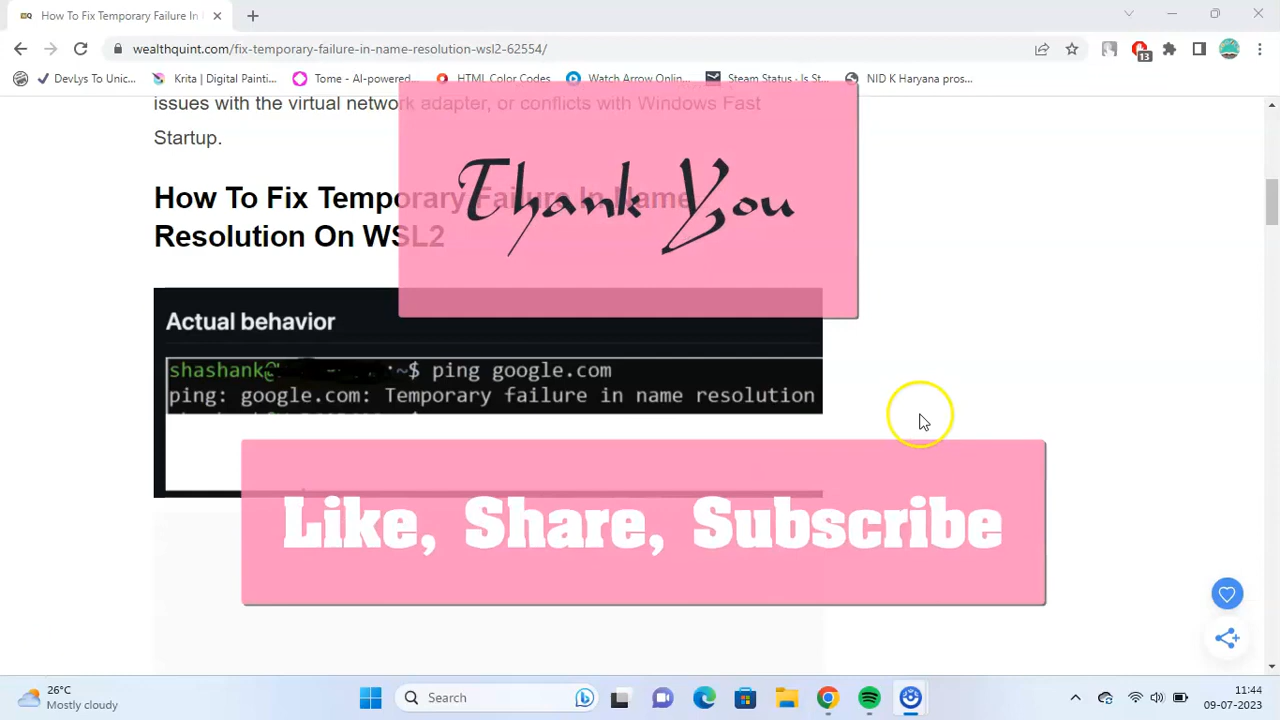 How To Fix Temporary Failure In
wealthquint.com/fix-temporary-failure-in-name-resolution-wsl2-62554/
13
DevLys To Unic...
Krita | Digital Painti...
Tome - AI-powered...
HTML Color Codes
Watch Arrow Onlin...
Steam Status · Is St...
NID K Haryana pros...
issues with the virtual network adapter, or conflicts with Windows Fast
Startup.
Thank You
How To Fix Temporary Failure In Name
Resolution On WSL2
Actual behavior
shashank@ :~$ ping google.com
ping: google.com: Temporary failure in name resolution
Like, Share, Subscribe
26°C
Mostly cloudy
Search
11:44
09-07-2023